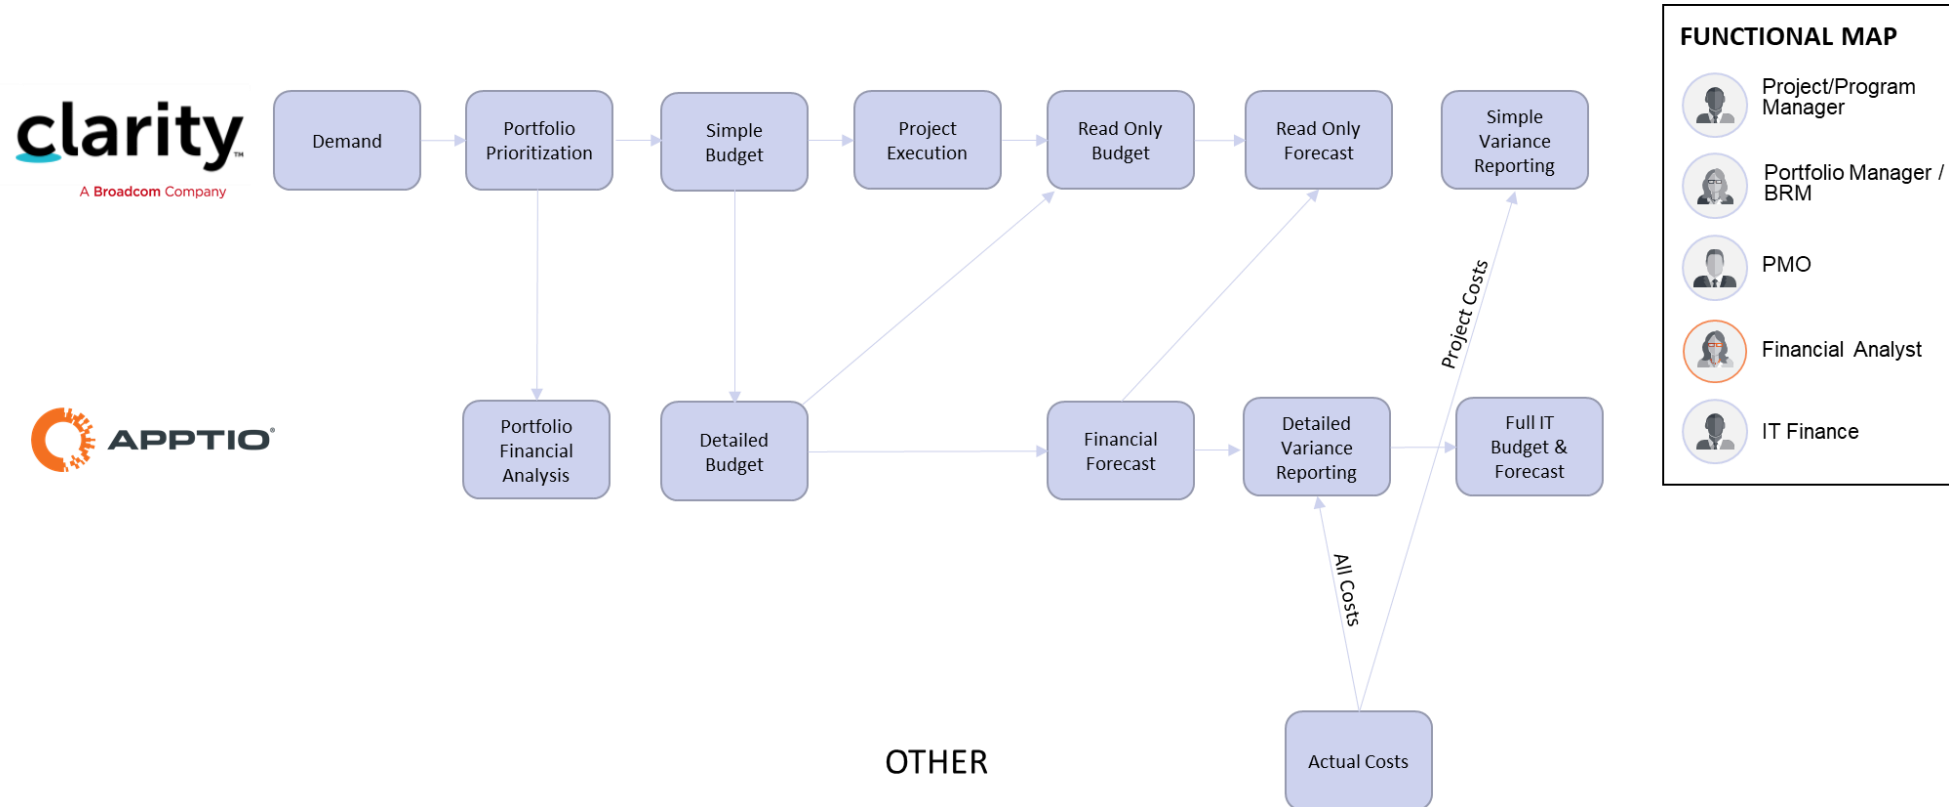 FUNCTIONAL MAP
Project/Program
Manager
Portfolio Manager /
BRM
PMO
Financial Analyst
IT Finance
clarity™
A Broadcom Company
Demand
Portfolio
Prioritization
Simple
Budget
Project
Execution
Read Only
Budget
Read Only
Forecast
Simple
Variance
Reporting
Project Costs
APPTIO®
Portfolio
Financial
Analysis
Detailed
Budget
Financial
Forecast
Detailed
Variance
Reporting
Full IT
Budget &
Forecast
All Costs
OTHER
Actual Costs